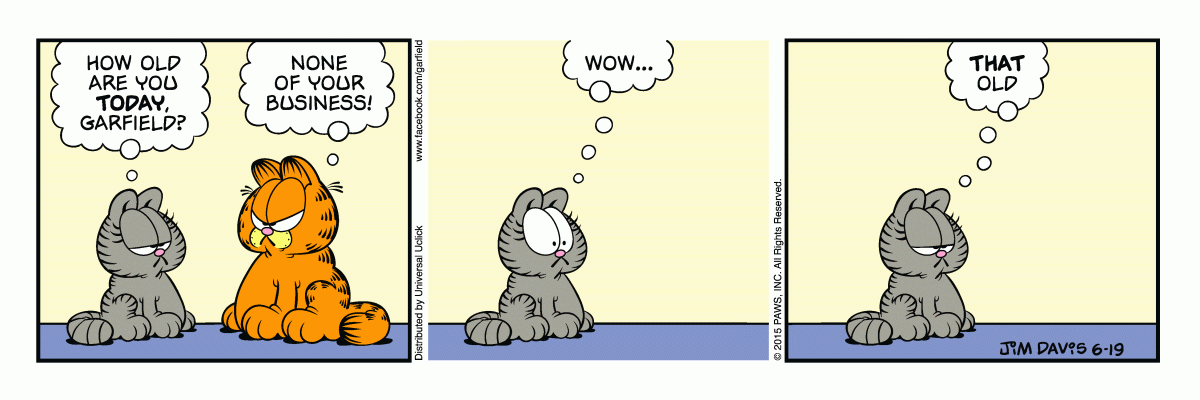 HOW OLD
ARE YOU
TODAY,
GARFIELD?
NONE
OF YOUR
BUSINESS!
www.facebook.com/garfield
Distributed by Universal Uclick
WOW...
© 2015 PAWS, INC. All Rights Reserved.
THAT
OLD
JIM DAVIS 6-19